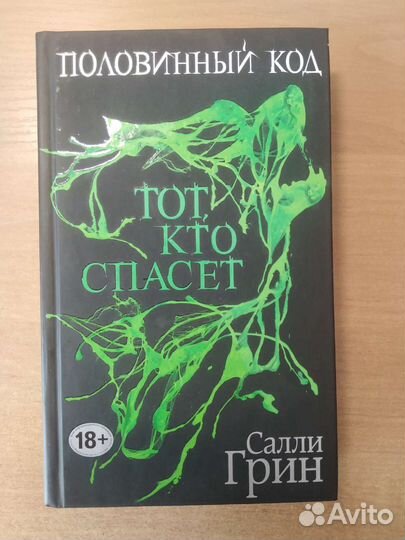 ПОЛОВИННЫЙ КОД
ТОТ,
КТО
СПАСЕТ
18+
Салли
Грин
Avito